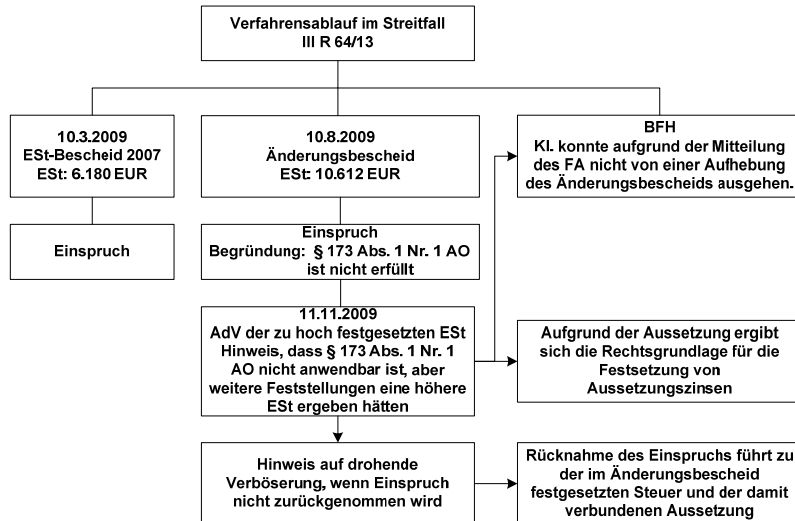 Verfahrensablauf im Streitfall
III R 64/13
10.3.2009
ESt-Bescheid 2007
ESt: 6.180 EUR
Einspruch
10.8.2009
Änderungsbescheid
ESt: 10.612 EUR
Einspruch
Begründung: § 173 Abs. 1 Nr. 1 AO
ist nicht erfüllt
11.11.2009
AdV der zu hoch festgesetzten ESt
Hinweis, dass § 173 Abs. 1 Nr. 1
AO nicht anwendbar ist, aber
weitere Feststellungen eine höhere
ESt ergeben hätten
Hinweis auf drohende
Verböserung, wenn Einspruch
nicht zurückgenommen wird
BFH
Kl. konnte aufgrund der Mitteilung
des FA nicht von einer Aufhebung
des Änderungsbescheids ausgehen.
Aufgrund der Aussetzung ergibt
sich die Rechtsgrundlage für die
Festsetzung von
Aussetzungszinsen
Rücknahme des Einspruchs führt zu
der im Änderungsbescheid
festgesetzten Steuer und der damit
verbundenen Aussetzung